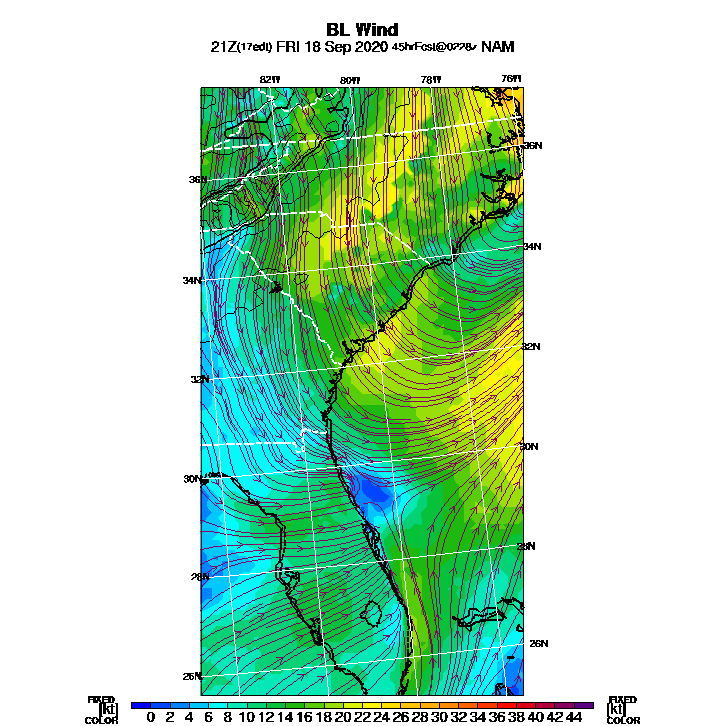 BL Wind
21Z(17edt) FRI 18 Sep 2020 45hrFcst@0228z NAM
82W 80W 78W 76W
36N
36N
34N
34N
32N
32N
30N
30N
28N
28N
26N
26N
FIXED FIXED
[kt] 0 2 4 6 8 10 12 14 16 18 20 22 24 26 28 30 32 34 36 38 40 42 44 [kt]
COLOR COLOR